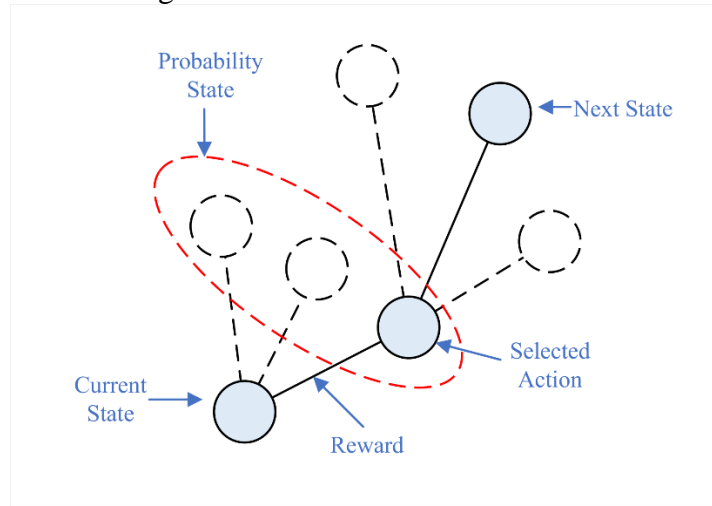 Probability
State
Next State
Selected
Action
Current
State
Reward